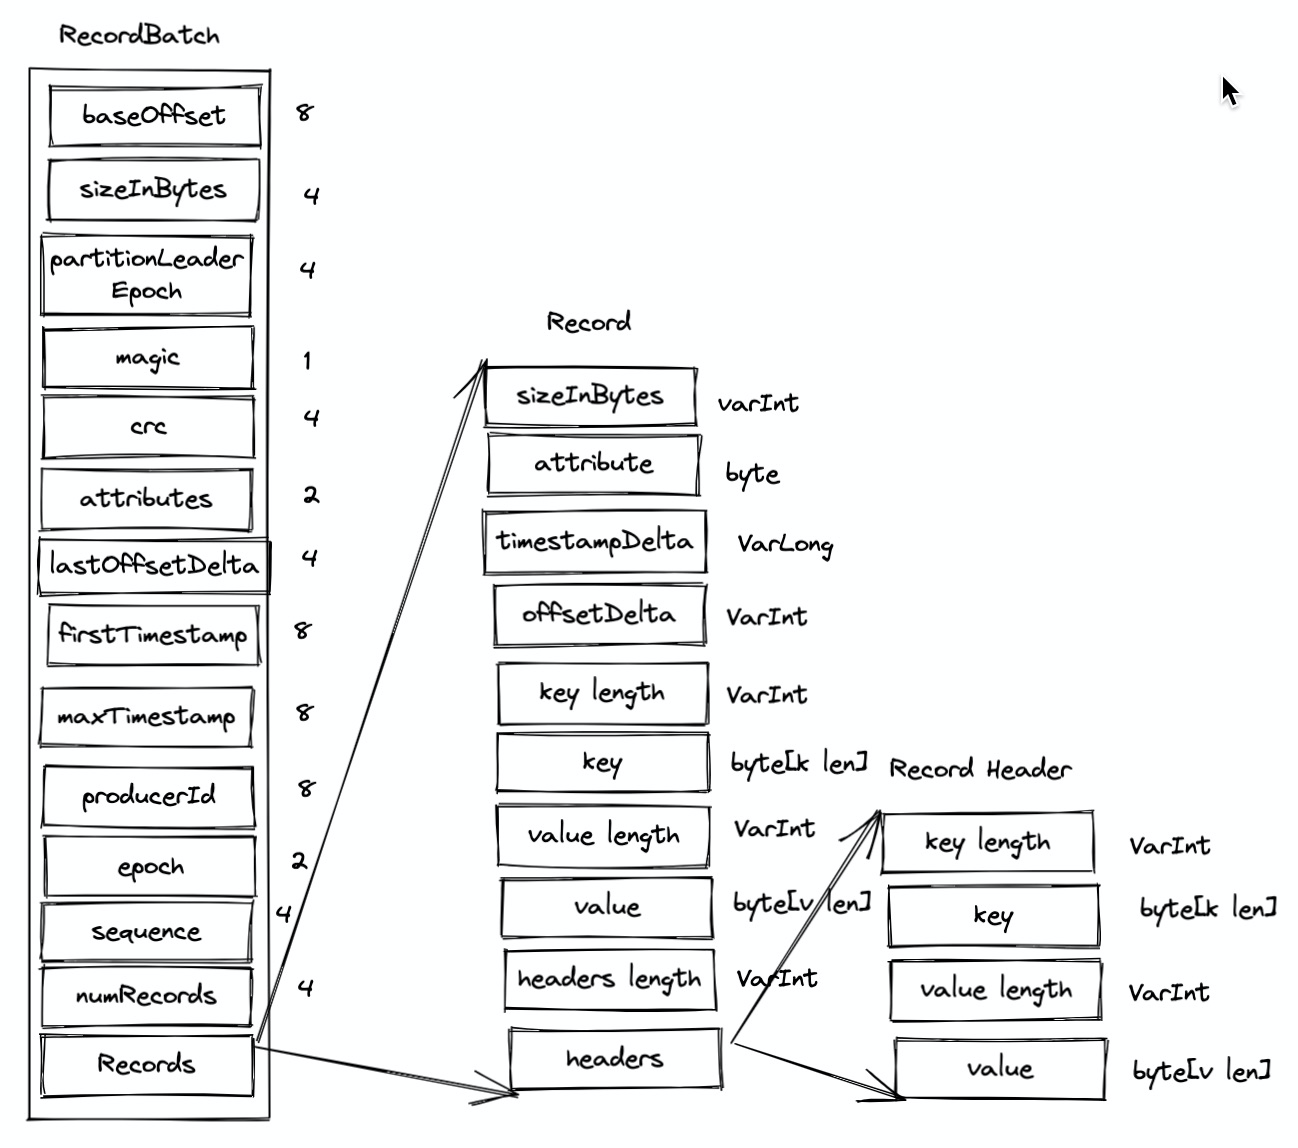 RecordBatch
baseOffset 8
sizeInBytes 4
partitionLeader
Epoch
4
magic 1
crc 4
attributes 2
lastOffsetDelta 4
firstTimestamp 8
maxTimestamp 8
producerId 8
epoch 2
sequence 4
numRecords 4
Records
Record
sizeInBytes varInt
attribute byte
timestampDelta VarLong
offsetDelta VarInt
key length VarInt
key byte[k len]
value length VarInt
value byte[v len]
headers length VarInt
headers
Record Header
key length VarInt
key byte[k len]
value length VarInt
value byte[v len]